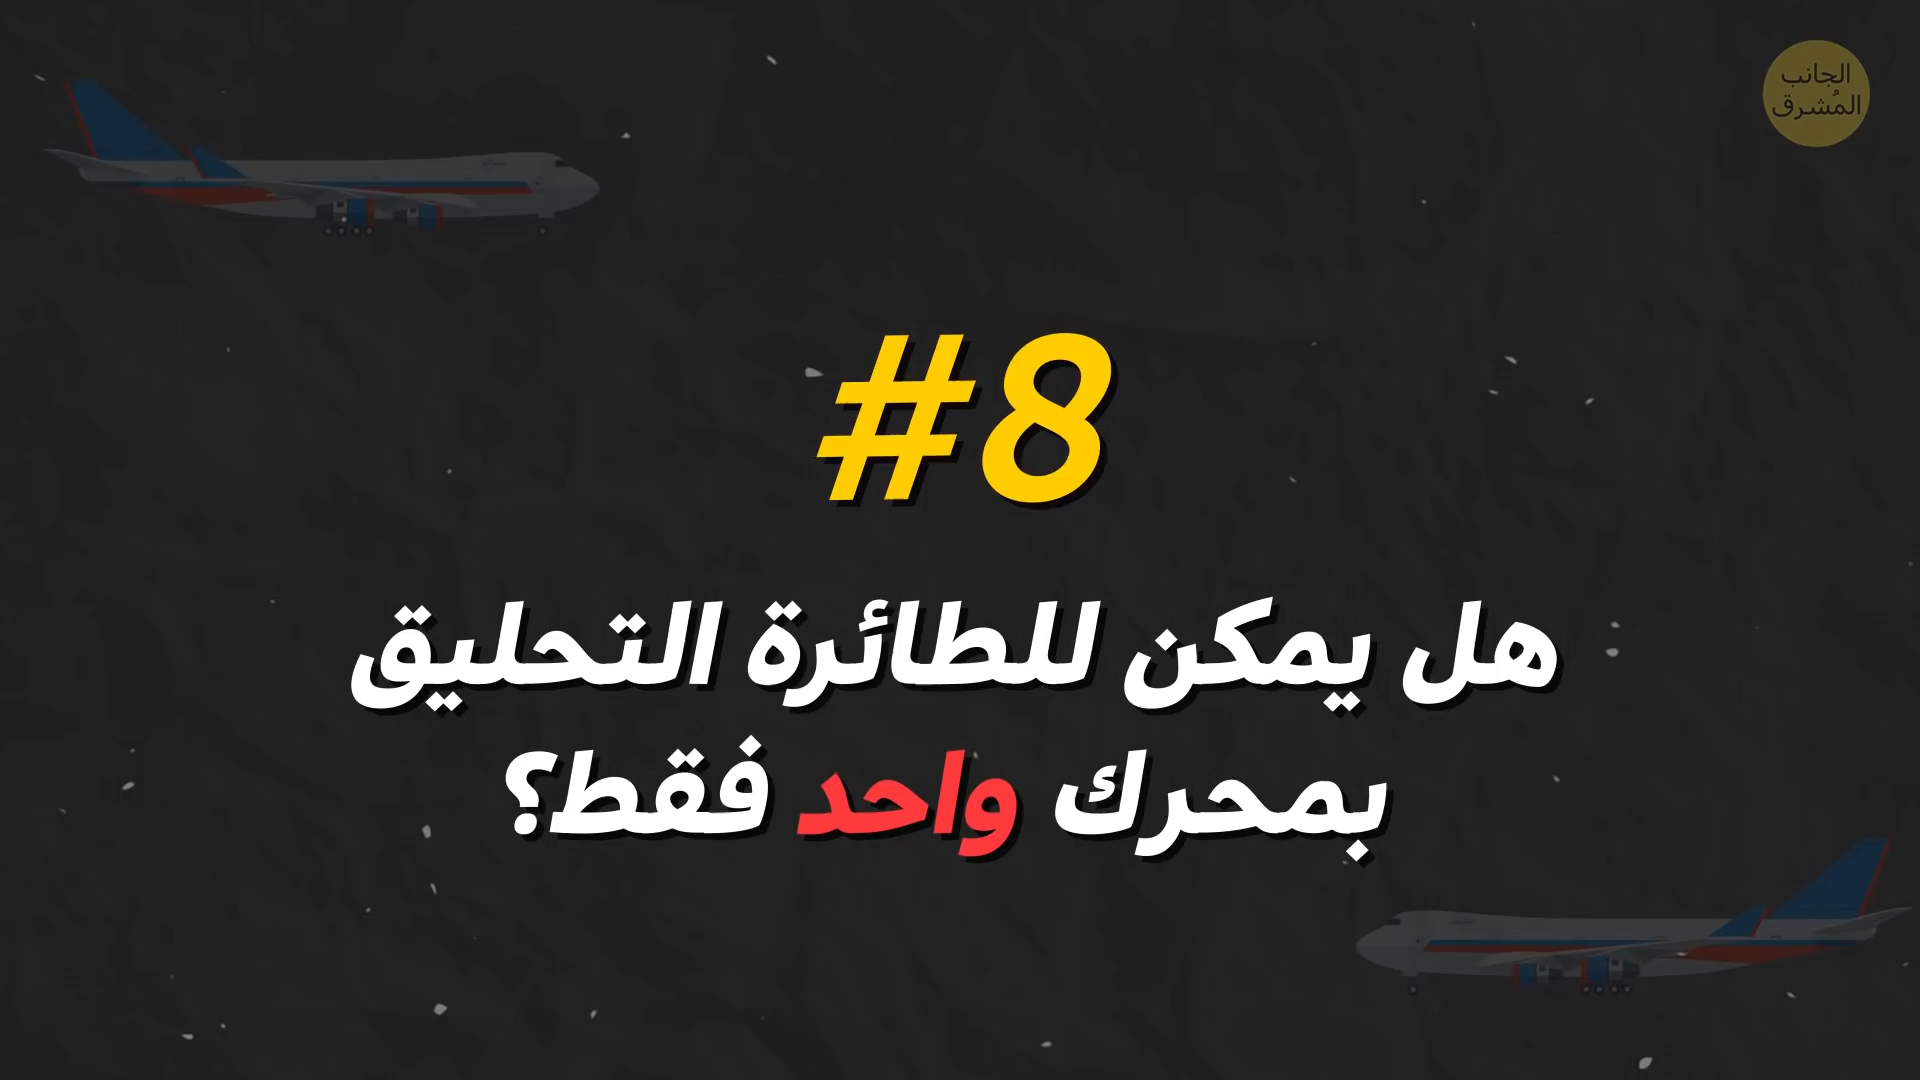 الجانب
المُشرق
#8
هل يمكن للطائرة التحليق
بمحرك واحد فقط؟